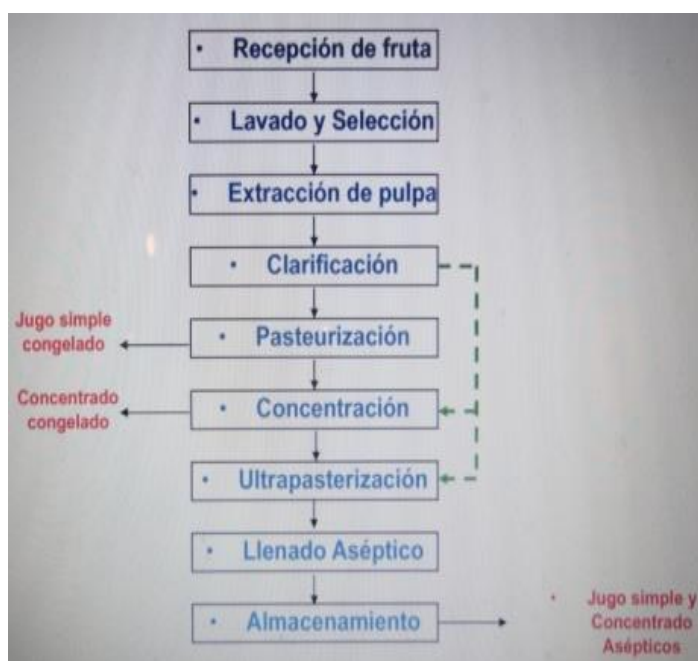 • Recepción de fruta
• Lavado y Selección
• Extracción de pulpa
• Clarificación
Jugo simple
congelado
• Pasteurización
Concentrado
congelado
• Concentración
• Ultrapasterización
• Llenado Aséptico
• Almacenamiento
• Jugo simple y
Concentrado
Asépticos